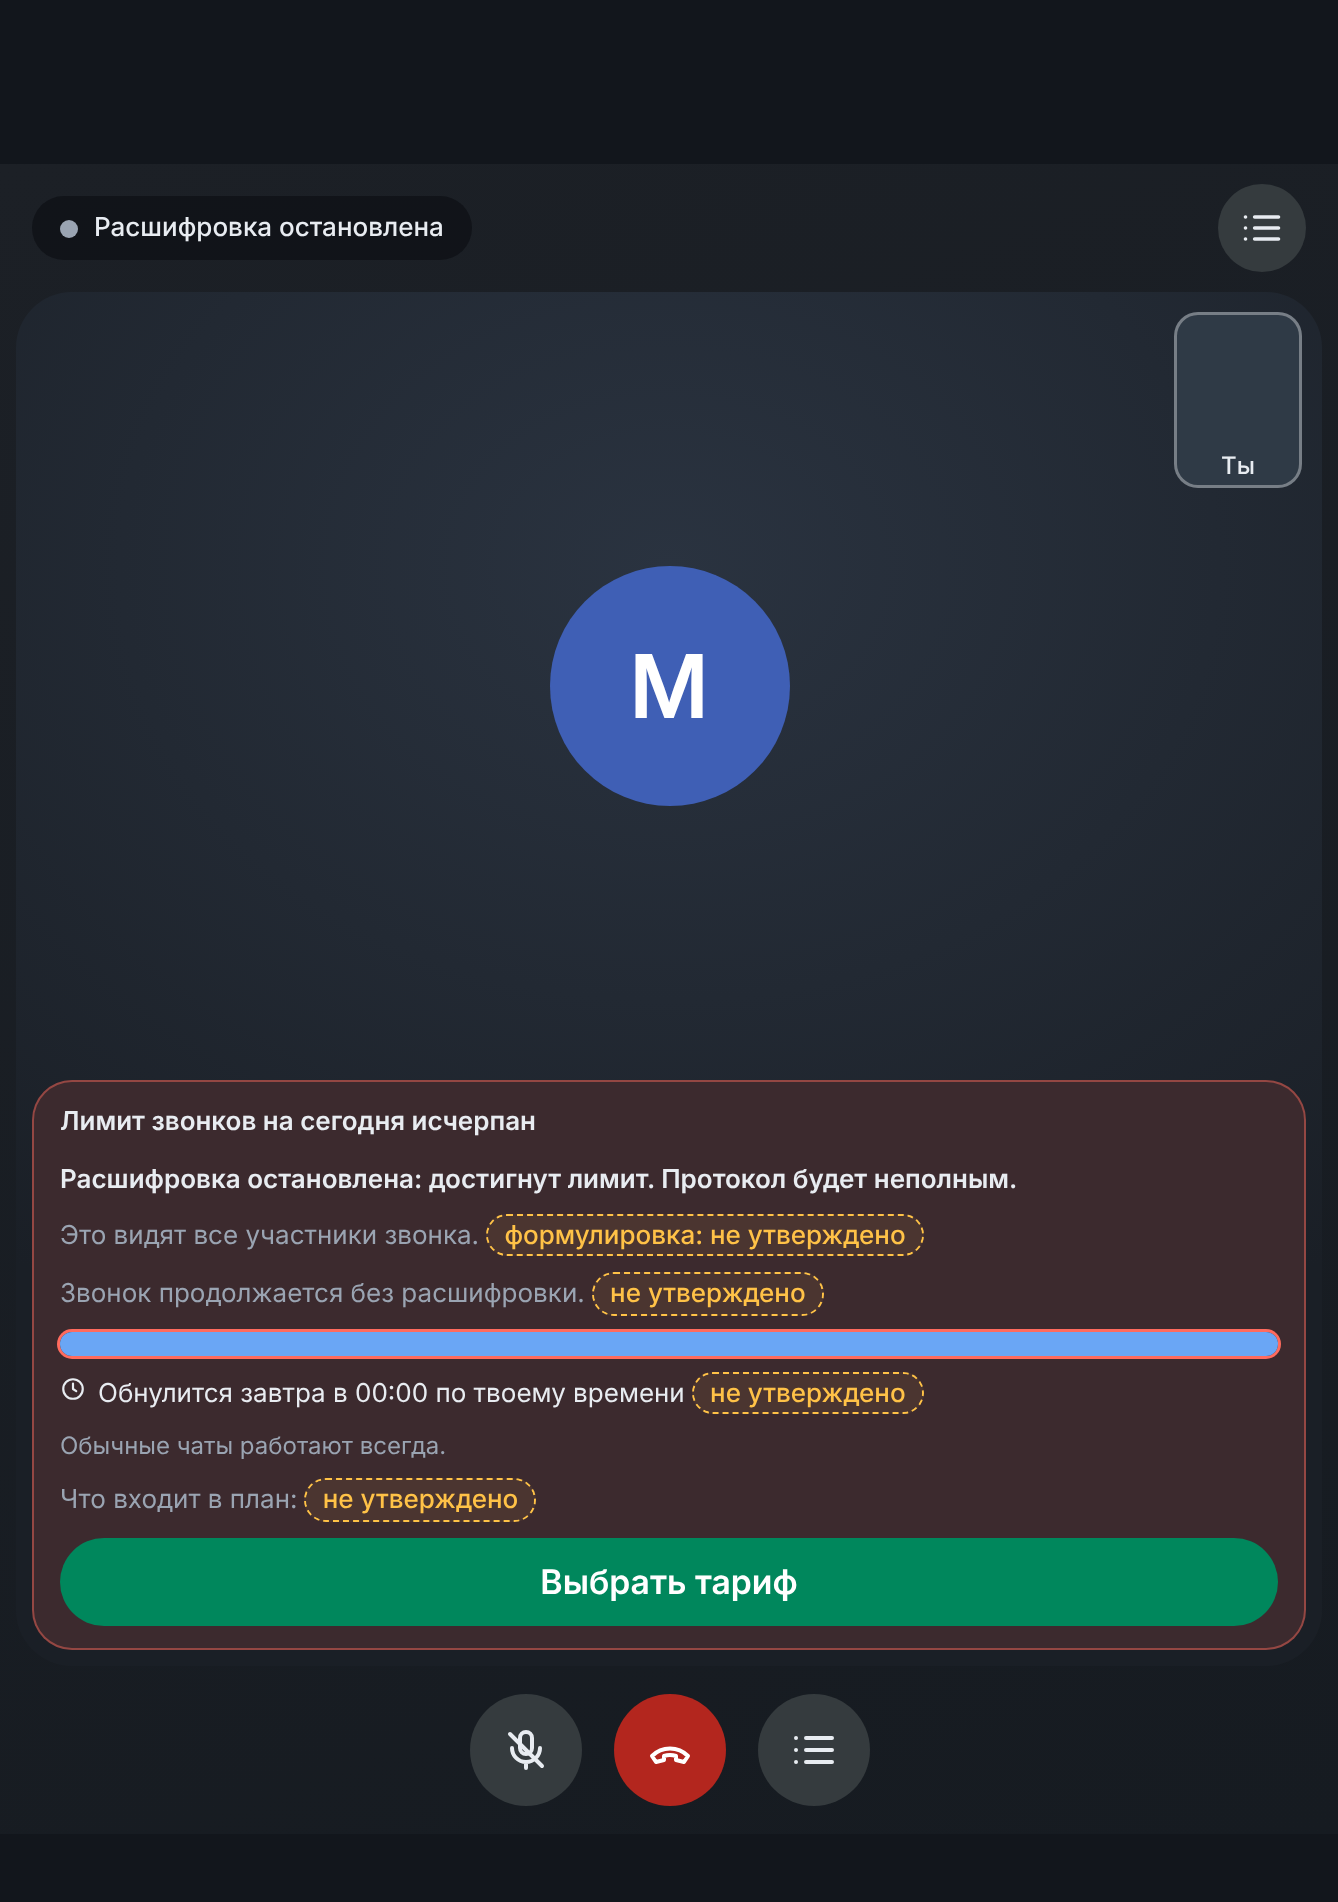 Расшифровка остановлена
Ты
M
Лимит звонков на сегодня исчерпан
Расшифровка остановлена: достигнут лимит. Протокол будет неполным.
Это видят все участники звонка. формулировка: не утверждено
Звонок продолжается без расшифровки. не утверждено
Обнулится завтра в 00:00 по твоему времени не утверждено
Обычные чаты работают всегда.
Что входит в план: не утверждено
Выбрать тариф